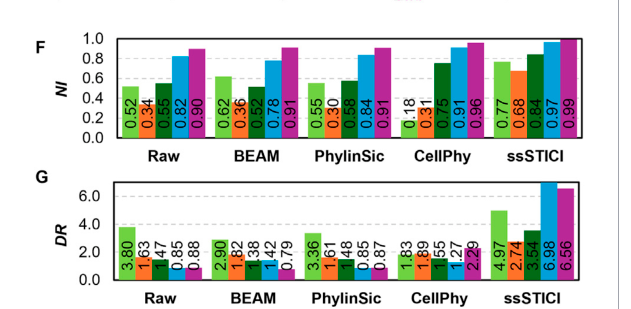 F
NI
1.0
0.8
0.6
0.4
0.2
0.0
0.52 0.34 0.55 0.82 0.90 0.62 0.36 0.52 0.78 0.91 0.55 0.30 0.58 0.84 0.91 0.18 0.31 0.75 0.91 0.96 0.77 0.68 0.84 0.97 0.99
Raw BEAM PhylinSic CellPhy ssSTICI
G
DR
6.0
4.0
2.0
0.0
3.80 1.63 1.47 0.85 0.88 2.90 1.82 1.38 1.42 0.79 3.36 1.61 1.48 0.85 0.87 1.83 1.89 1.55 1.27 2.29 4.97 2.74 3.54 6.98 6.56
Raw BEAM PhylinSic CellPhy ssSTICI